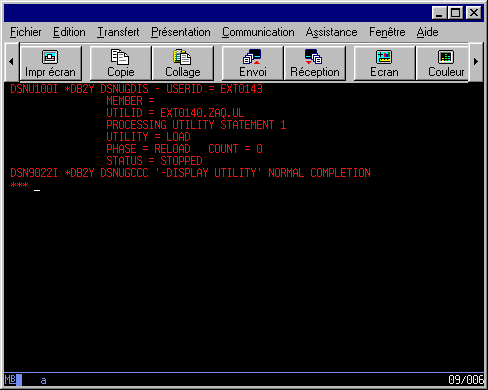 Fichier Edition Transfert Présentation Communication Assistance Fenêtre Aide
Impr écran Copie Collage Envoi Réception Ecran Couleur
DSNU100I *DB2Y DSNUGDIS - USERID = EXT0143
MEMBER =
UTILID = EXT0140.ZAQ.UL
PROCESSING UTILITY STATEMENT 1
UTILITY = LOAD
PHASE = RELOAD COUNT = 0
STATUS = STOPPED
DSN9022I *DB2Y DSNUGCCC '-DISPLAY UTILITY' NORMAL COMPLETION
*** _
MB a 09/006